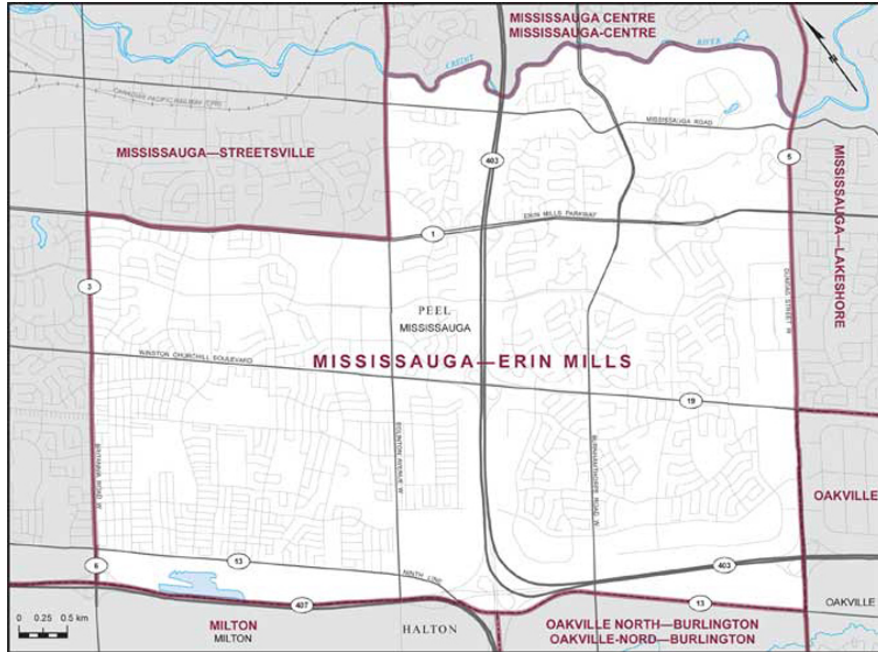 MISSISSAUGA CENTRE
MISSISSAUGA-CENTRE
CREDIT
RIVER
N
CANADIAN PACIFIC RAILWAY (CPR)
MISSISSAUGA ROAD
MISSISSAUGA—STREETSVILLE
403
5
MISSISSAUGA—LAKESHORE
ERIN MILLS PARKWAY
1
3
DUNDAS STREET W
PEEL
MISSISSAUGA
WINSTON CHURCHILL BOULEVARD
MISSISSAUGA—ERIN MILLS
19
BRITANNIA ROAD W
EGLINTON AVENUE W
BURNHAMTHORPE ROAD W
OAKVILLE
6
13
NINTH LINE
403
407
13
OAKVILLE
0 0.25 0.5 km
MILTON
MILTON
HALTON
OAKVILLE NORTH—BURLINGTON
OAKVILLE-NORD—BURLINGTON